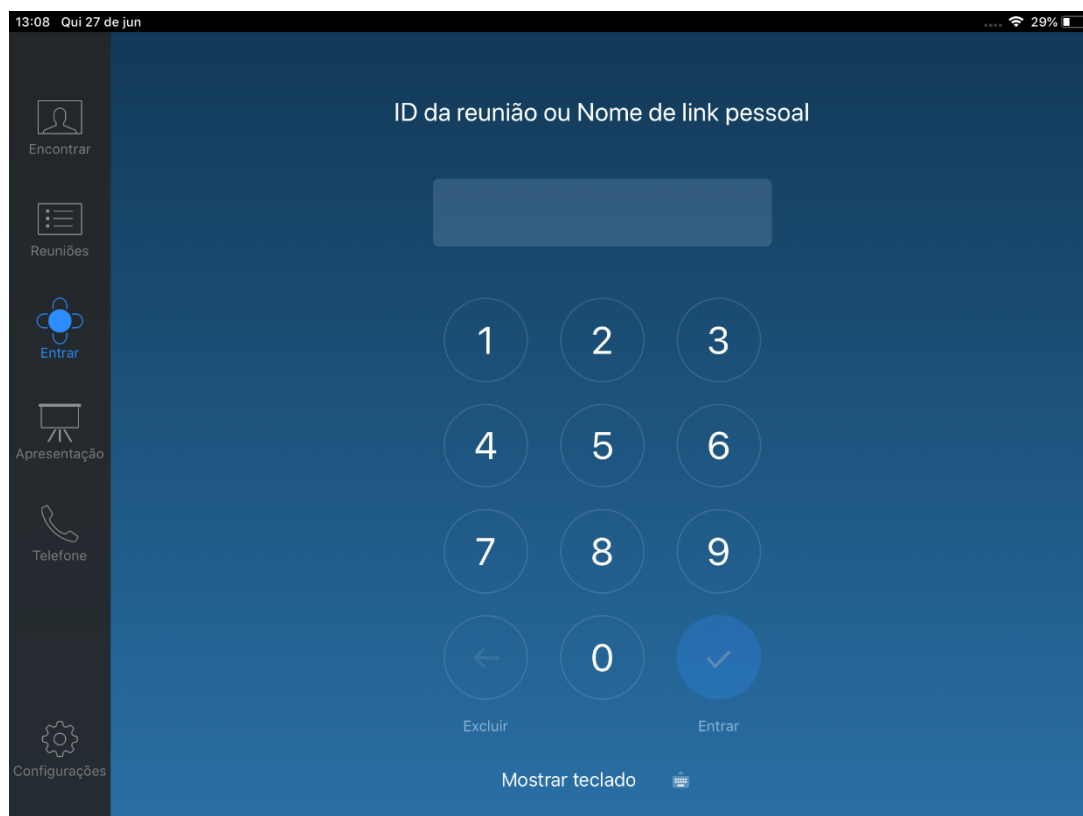 13:08 Qui 27 de jun
29%
Encontrar
Reuniões
Entrar
Apresentação
Telefone
Configurações
ID da reunião ou Nome de link pessoal
1 2 3
4 5 6
7 8 9
0
Excluir Entrar
Mostrar teclado